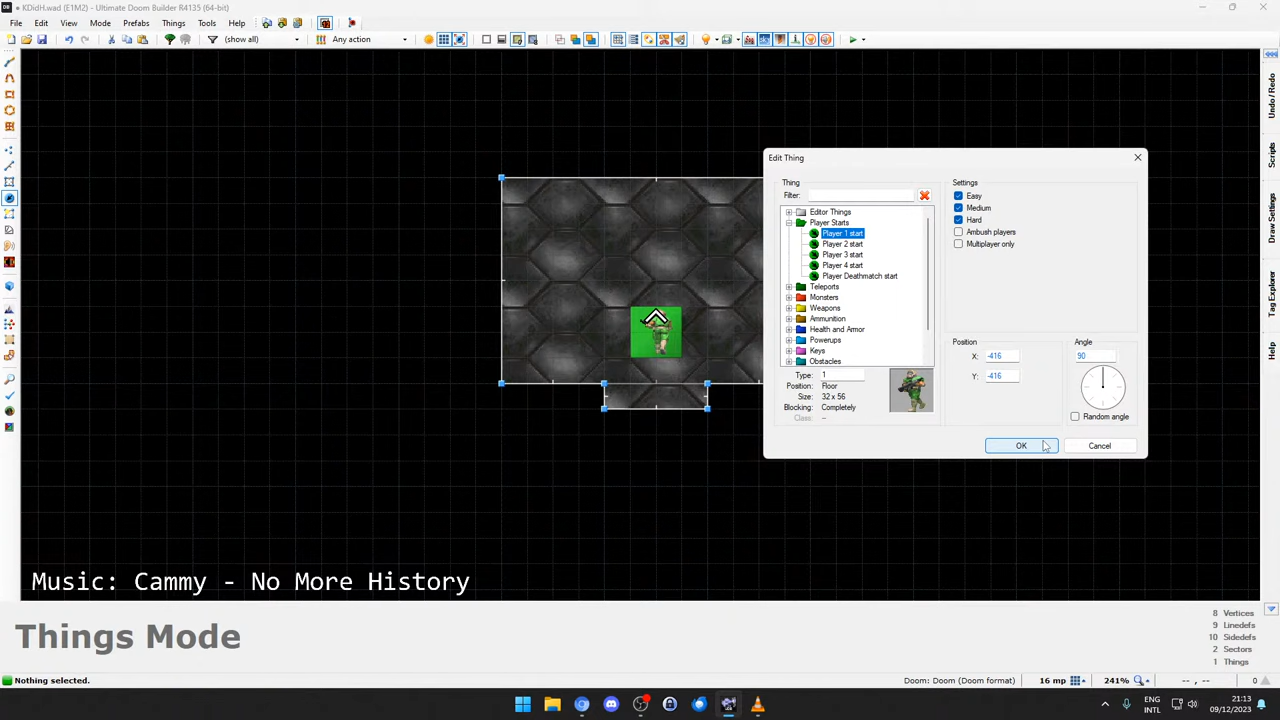 KDidH.wad (E1M2) - Ultimate Doom Builder R4135 (64-bit)
File Edit View Mode Prefabs Things Tools Help
(show all)
Any action
Undo / Redo
Scripts
Draw Settings
Tag Explorer
Help
Edit Thing
Thing
Filter:
Editor Things
Player Starts
Player 1 start
Player 2 start
Player 3 start
Player 4 start
Player Deathmatch start
Teleports
Monsters
Weapons
Ammunition
Health and Armor
Powerups
Keys
Obstacles
Type: 1
Position: Floor
Size: 32 x 56
Blocking: Completely
Class: --
Settings
Easy
Medium
Hard
Ambush players
Multiplayer only
Position
X: -416
Y: -416
Angle
90
Random angle
OK
Cancel
Music: Cammy - No More History
Things Mode
8 Vertices
9 Linedefs
10 Sidedefs
2 Sectors
1 Things
Nothing selected.
Doom: Doom (Doom format)
16 mp
241%
-- , --
0
ENG
INTL
21:13
09/12/2023